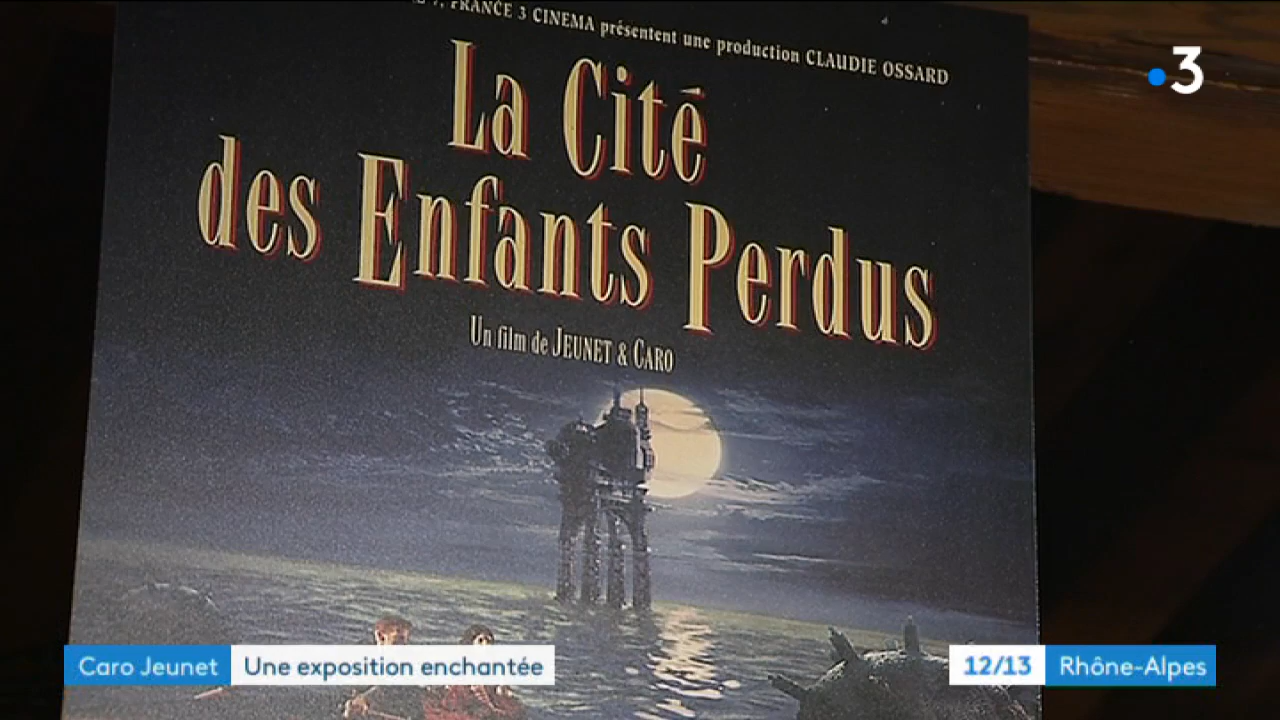 FRANCE 3 CINEMA présentent une production CLAUDIE OSSARD
La Cité
des Enfants Perdus
Un film de JEUNET & CARO
3
Caro Jeunet Une exposition enchantée
12/13 Rhône-Alpes